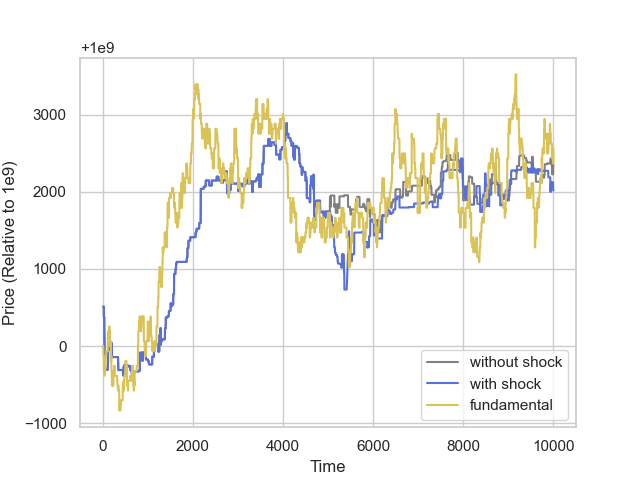 +1e9
3000
2000
1000
0
−1000
Price (Relative to 1e9)
0
2000
4000
6000
8000
10000
Time
without shock
with shock
fundamental